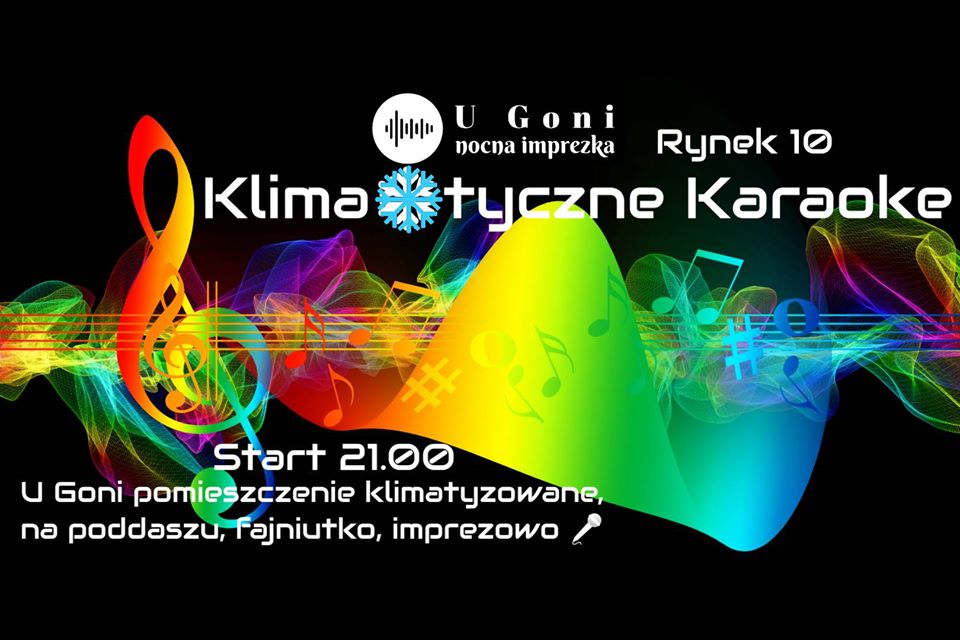 U Goni
nocna imprezka
Rynek 10
Klima❄tyczne Karaoke
Start 21.00
U Goni pomieszczenie klimatyzowane,
na poddaszu, fajniutko, imprezowo 🎤